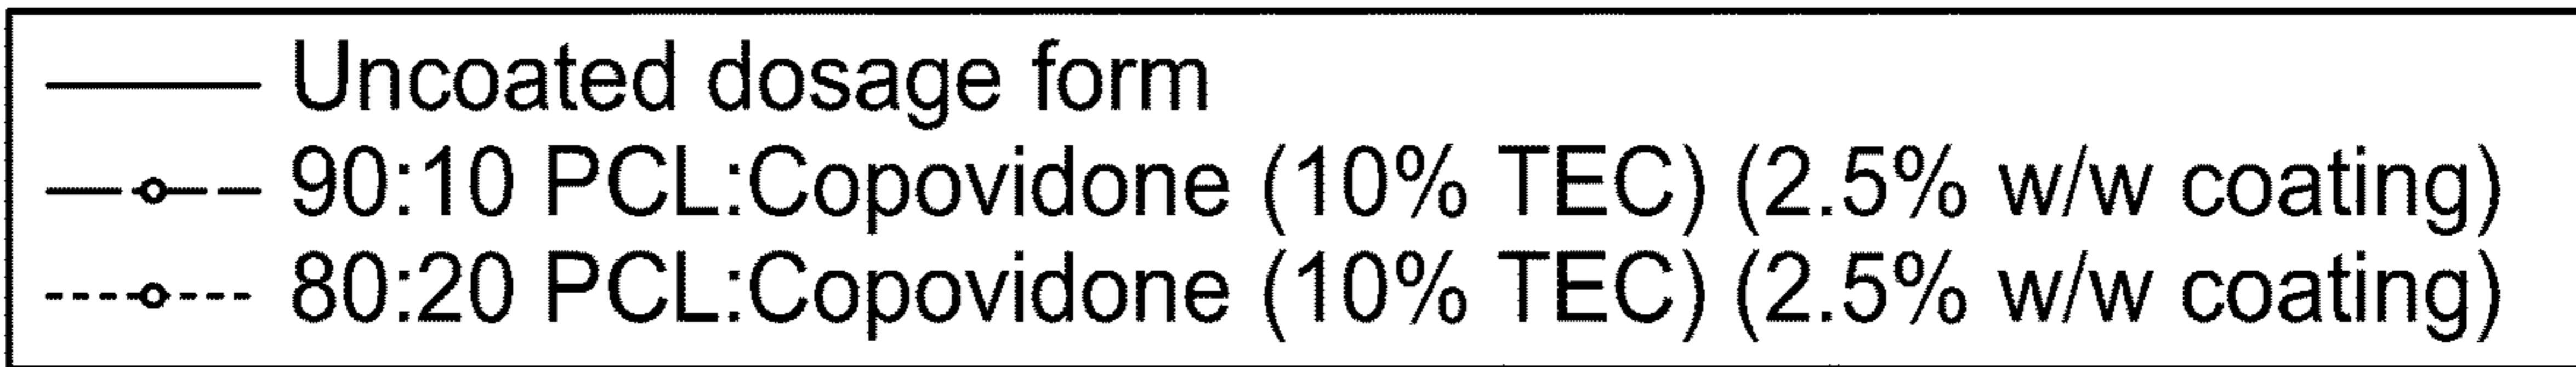 Uncoated dosage form
90:10 PCL:Copovidone (10% TEC) (2.5% w/w coating)
80:20 PCL:Copovidone (10% TEC) (2.5% w/w coating)